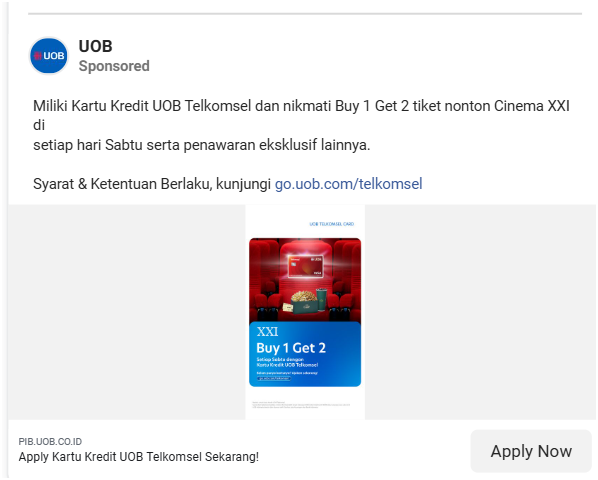 UOB
UOB
Sponsored
Miliki Kartu Kredit UOB Telkomsel dan nikmati Buy 1 Get 2 tiket nonton Cinema XXI
di
setiap hari Sabtu serta penawaran eksklusif lainnya.
Syarat & Ketentuan Berlaku, kunjungi go.uob.com/telkomsel
UOB TELKOMSEL CARD
UOB
XXI
Buy 1 Get 2
Setiap Sabtu dengan
Kartu Kredit UOB Telkomsel
PIB.UOB.CO.ID
Apply Kartu Kredit UOB Telkomsel Sekarang!
Apply Now